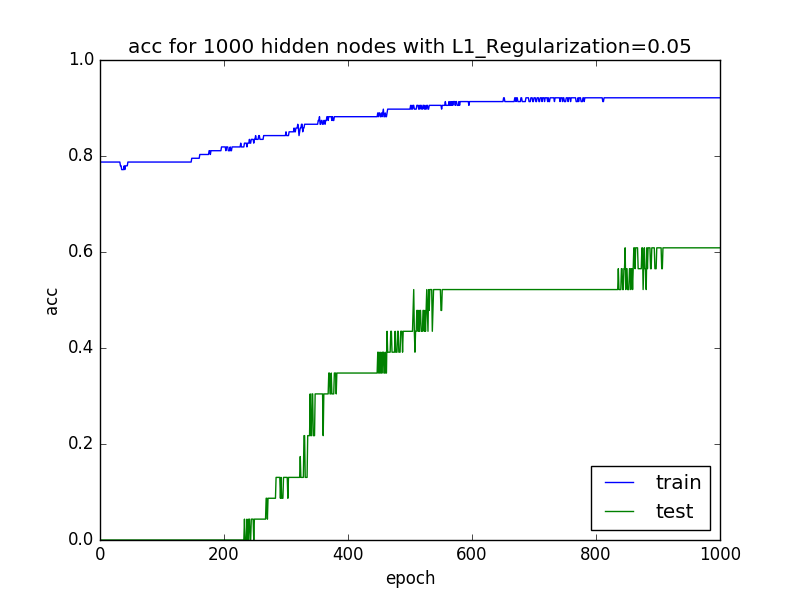 acc for 1000 hidden nodes with L1_Regularization=0.05
1.0
0.8
0.6
0.4
0.2
0.0
acc
0 200 400 600 800 1000
epoch
train
test